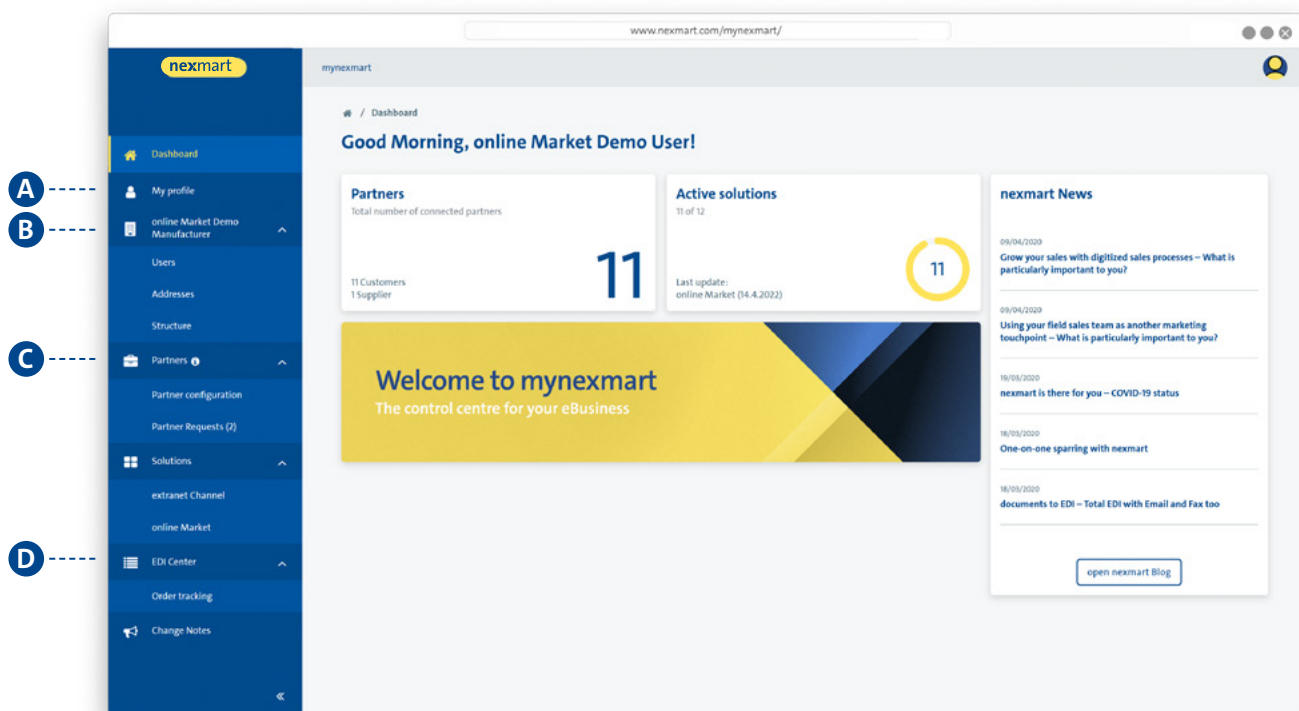 www.nexmart.com/mynexmart/
nexmart
mynexmart
/ Dashboard
Good Morning, online Market Demo User!
Dashboard
A
My profile
B
online Market Demo
Manufacturer
Users
Addresses
Structure
C
Partners
Partner configuration
Partner Requests (2)
Solutions
extranet Channel
online Market
D
EDI Center
Order tracking
Change Notes
Partners
Total number of connected partners
11
11 Customers
1 Supplier
Active solutions
11 of 12
11
Last update:
online Market (14.4.2022)
Welcome to mynexmart
The control centre for your eBusiness
nexmart News
09/04/2020
Grow your sales with digitized sales processes – What is
particularly important to you?
09/04/2020
Using your field sales team as another marketing
touchpoint – What is particularly important to you?
19/03/2020
nexmart is there for you – COVID-19 status
18/03/2020
One-on-one sparring with nexmart
18/03/2020
documents to EDI – Total EDI with Email and Fax too
open nexmart Blog